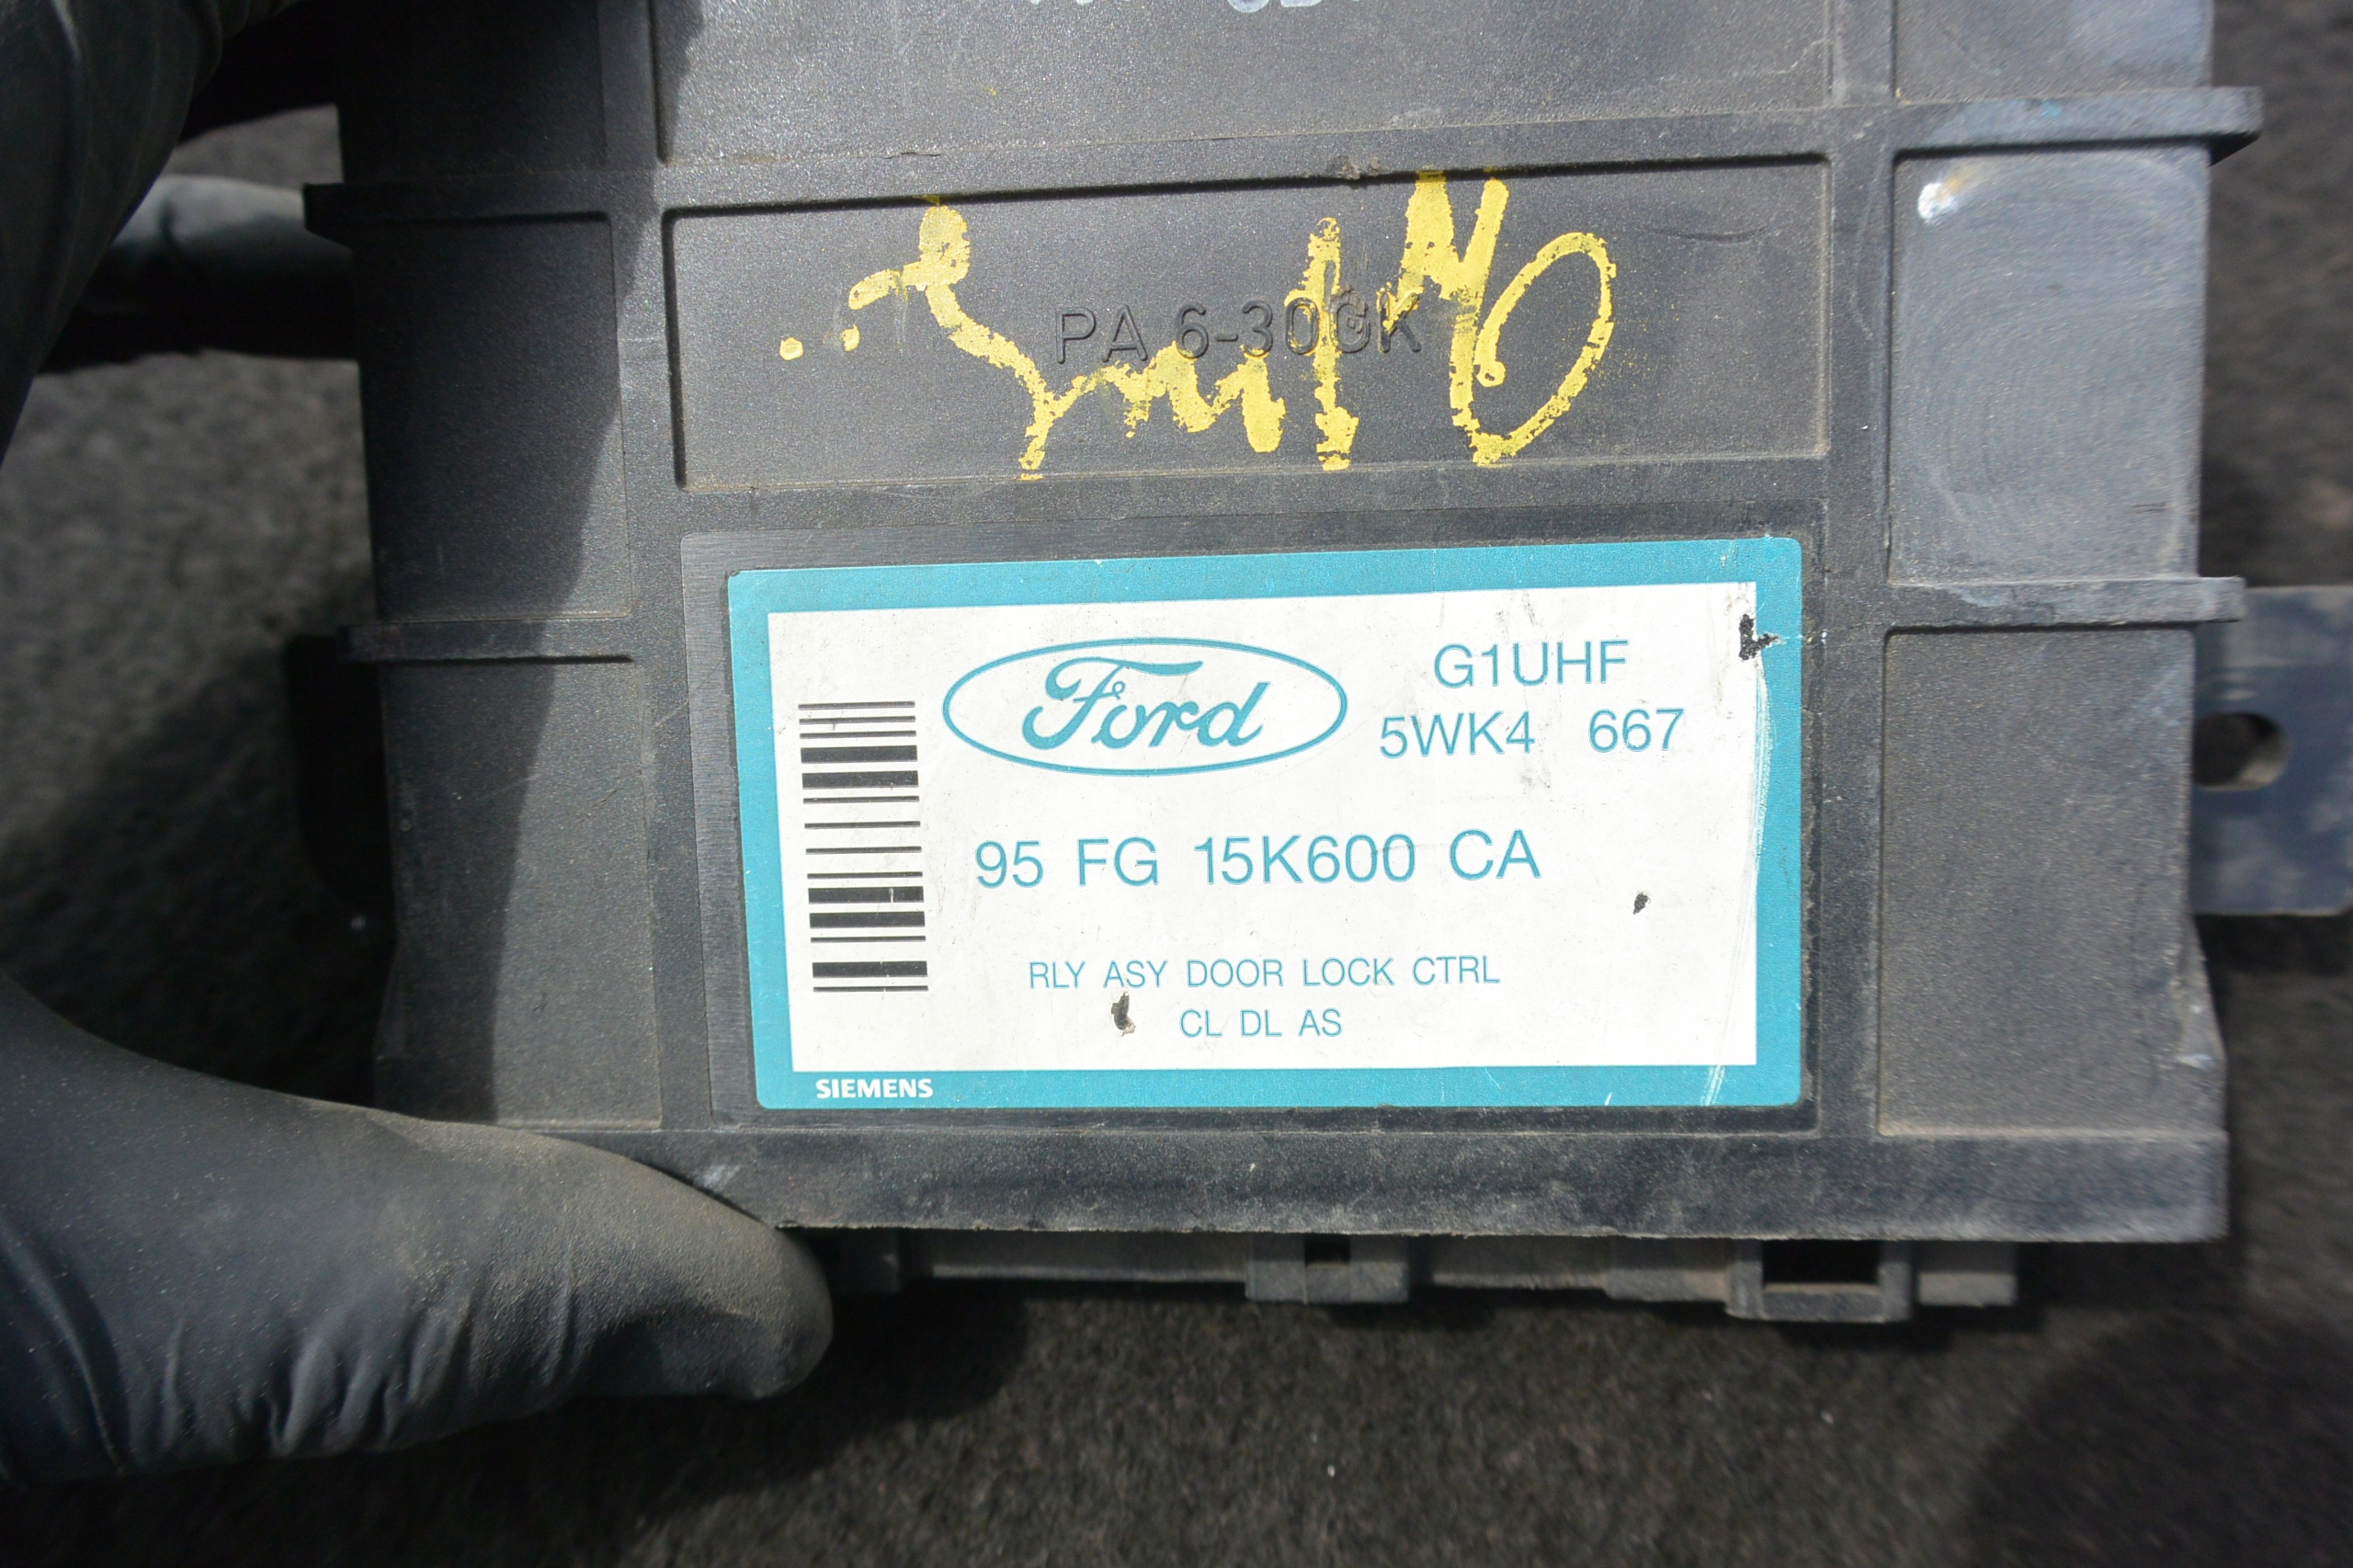 PA 6-30GK
Ford
G1UHF
5WK4 667
95 FG 15K600 CA
RLY ASY DOOR LOCK CTRL
CL DL AS
SIEMENS